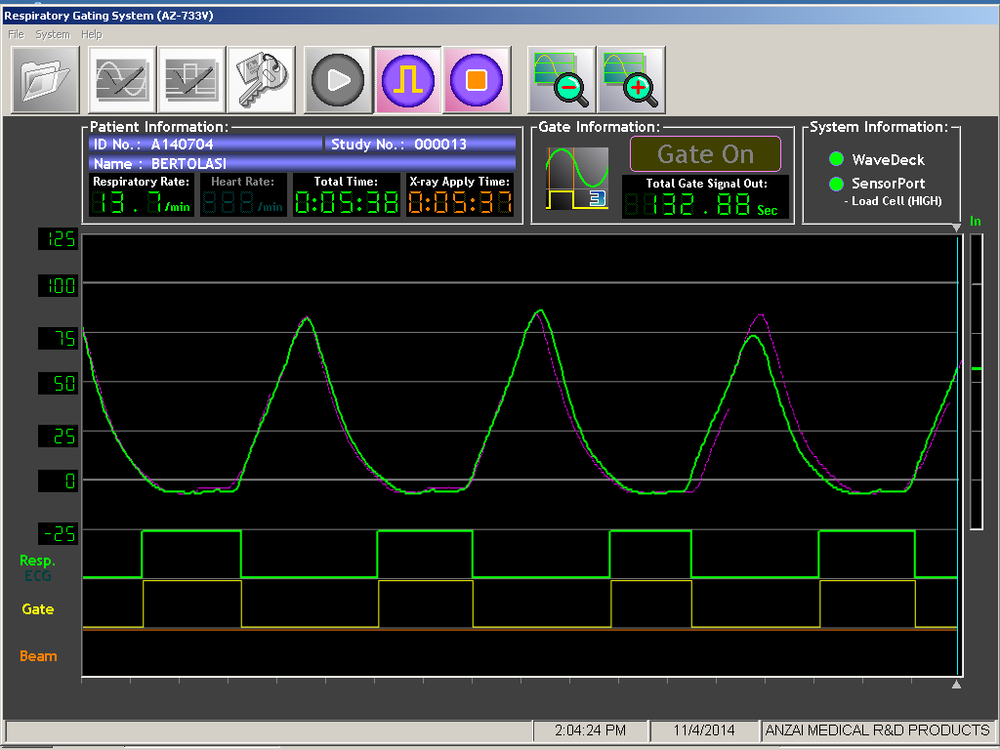 Respiratory Gating System (AZ-733V)
File System Help
Patient Information:
ID No.: A140704 Study No.: 000013
Name : BERTOLASI
Respiratory Rate: Heart Rate: Total Time: X-ray Apply Time:
13.7/min /min 0:05:38 0:05:37
Gate Information:
Gate On
3
Total Gate Signal Out:
132.88 Sec
System Information:
WaveDeck
SensorPort
- Load Cell (HIGH)
In
125
100
75
50
25
0
-25
Resp.
ECG
Gate
Beam
2:04:24 PM 11/4/2014 ANZAI MEDICAL R&D PRODUCTS